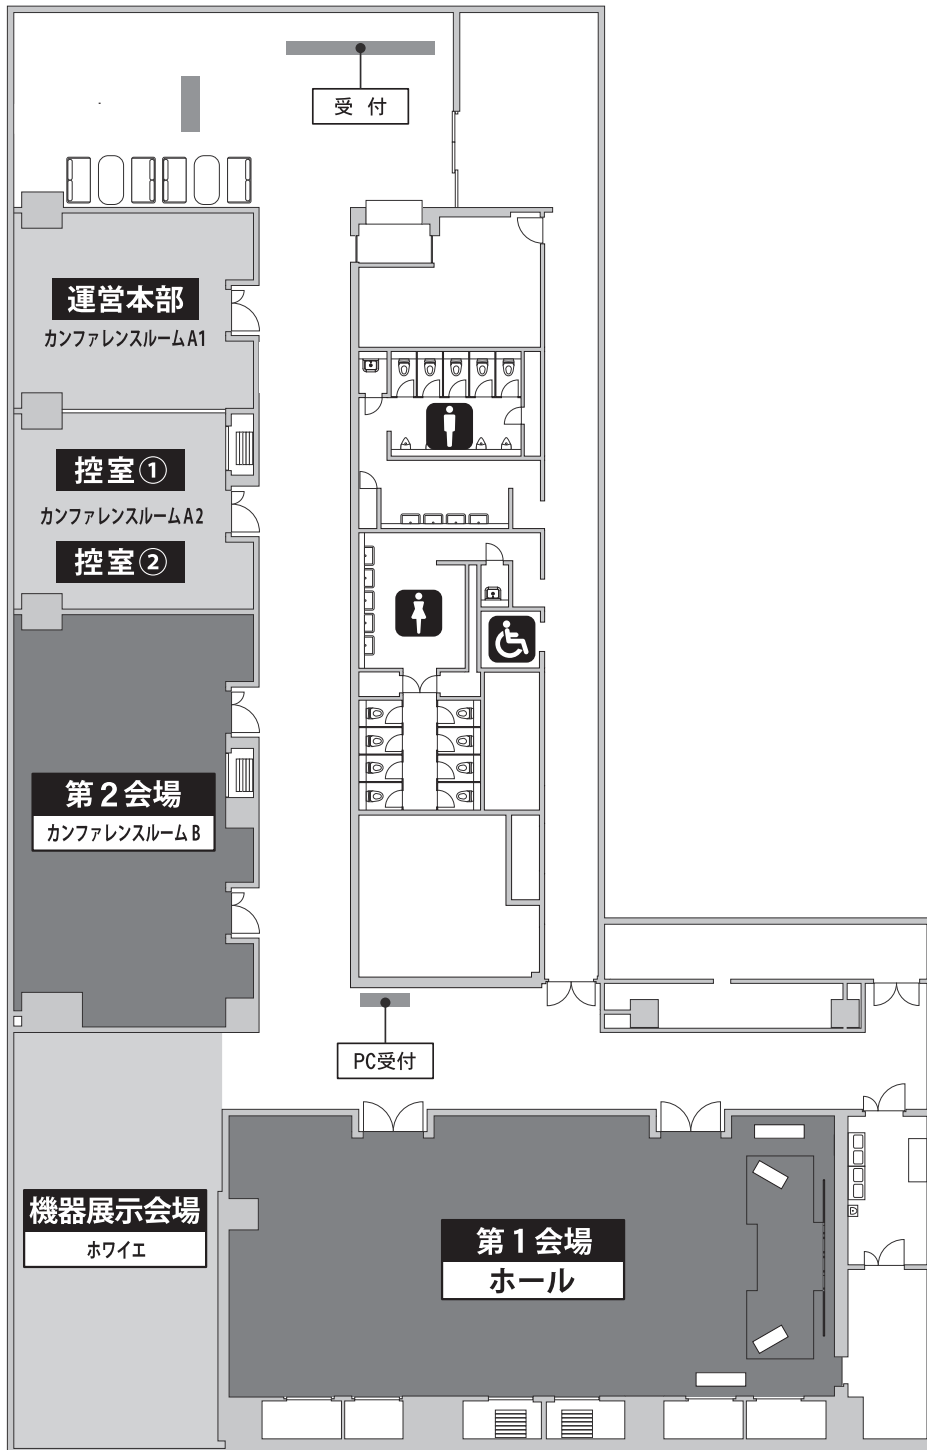 受 付
運営本部
カンファレンスルームA1
控室①
カンファレンスルームA2
控室②
第2会場
カンファレンスルームB
PC受付
機器展示会場
ホワイエ
第1会場
ホール